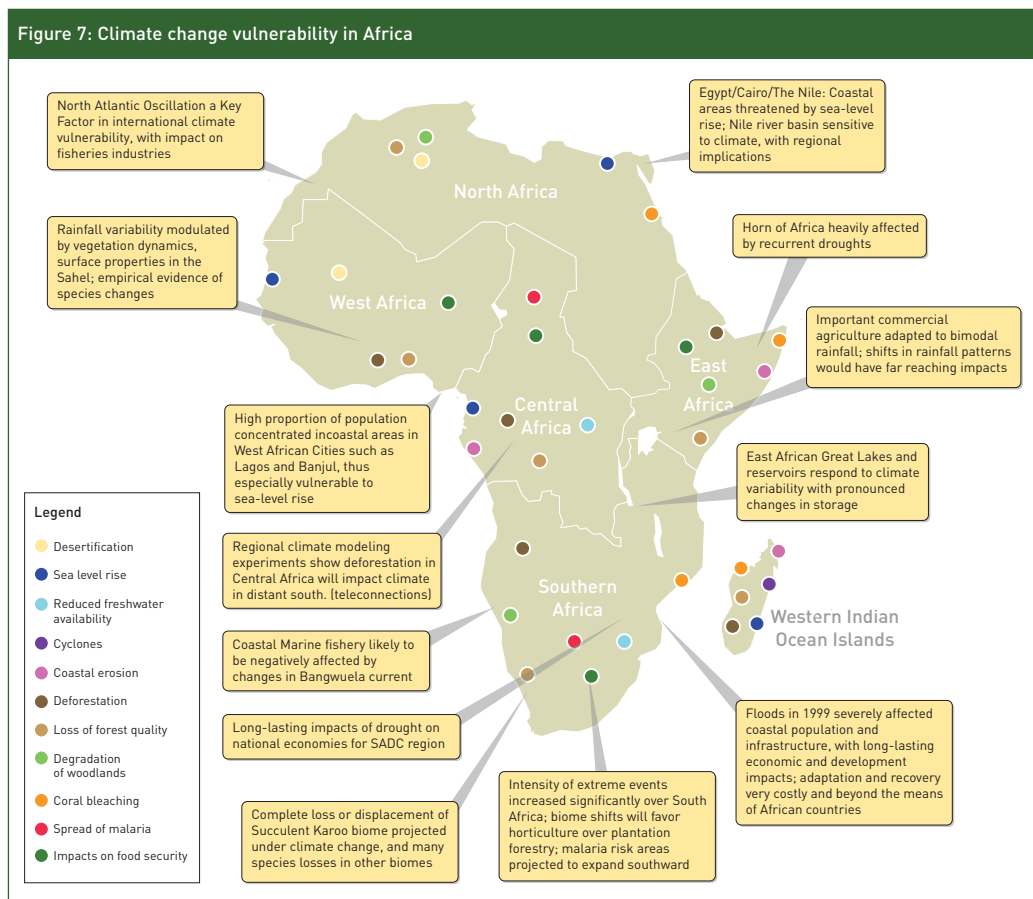 Figure 7: Climate change vulnerability in Africa
North Atlantic Oscillation a Key
Factor in international climate
vulnerability, with impact on
fisheries industries
Egypt/Cairo/The Nile: Coastal
areas threatened by sea-level
rise; Nile river basin sensitive
to climate, with regional
implications
North Africa
Rainfall variability modulated
by vegetation dynamics,
surface properties in the
Sahel; empirical evidence of
species changes
Horn of Africa heavily affected
by recurrent droughts
West Africa
Important commercial
agriculture adapted to bimodal
rainfall; shifts in rainfall patterns
would have far reaching impacts
East
Africa
Central
Africa
High proportion of population
concentrated incoastal areas in
West African Cities such as
Lagos and Banjul, thus
especially vulnerable to
sea-level rise
East African Great Lakes and
reservoirs respond to climate
variability with pronounced
changes in storage
Regional climate modeling
experiments show deforestation in
Central Africa will impact climate
in distant south. (teleconnections)
Southern
Africa
Western Indian
Ocean Islands
Coastal Marine fishery likely to
be negatively affected by
changes in Bangwuela current
Long-lasting impacts of drought on
national economies for SADC region
Floods in 1999 severely affected
coastal population and
infrastructure, with long-lasting
economic and development
impacts; adaptation and recovery
very costly and beyond the means
of African countries
Complete loss or displacement of
Succulent Karoo biome projected
under climate change, and many
species losses in other biomes
Intensity of extreme events
increased significantly over South
Africa; biome shifts will favor
horticulture over plantation
forestry; malaria risk areas
projected to expand southward
Legend
Desertification
Sea level rise
Reduced freshwater
availability
Cyclones
Coastal erosion
Deforestation
Loss of forest quality
Degradation
of woodlands
Coral bleaching
Spread of malaria
Impacts on food security